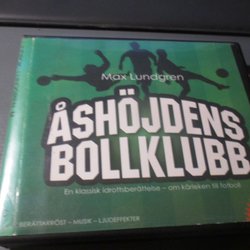 Max Lundgren
ÅSHÖJDENS
BOLLKLUBB
En klassisk idrottsberättelse – om kärleken till fotboll
BERÄTTARRÖST – MUSIK – LJUDEFFEKTER